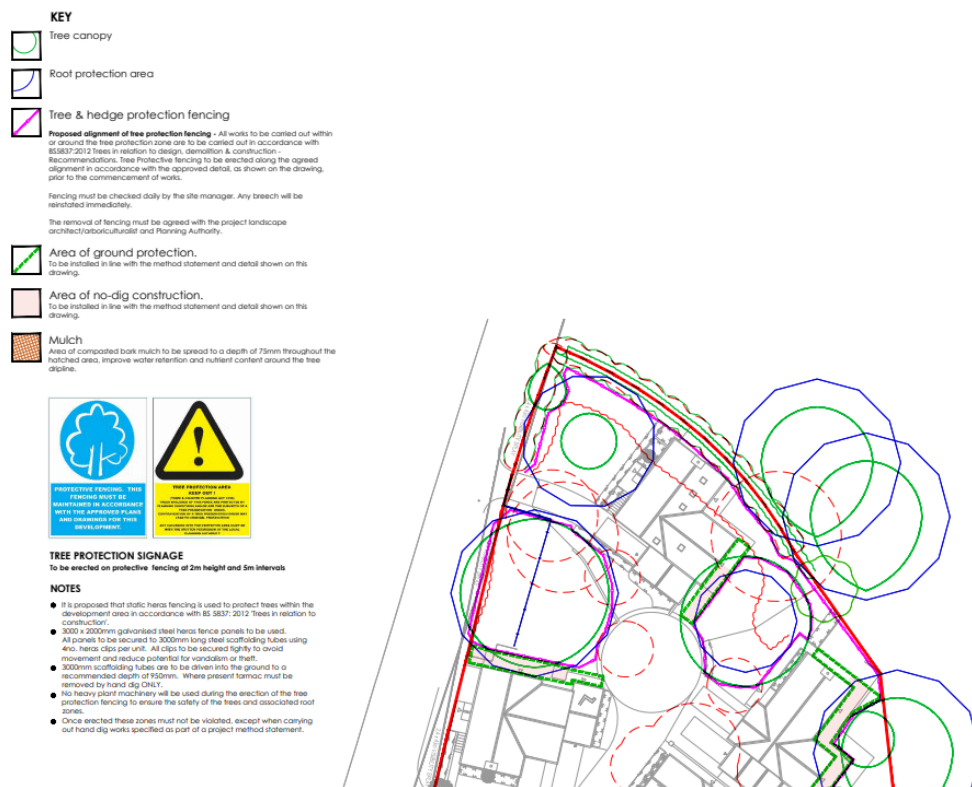 KEY
Tree canopy
Root protection area
Tree & hedge protection fencing
Proposed alignment of tree protection fencing - All works to be carried out within
or around the tree protection zone are to be carried out in accordance with
BS5837:2012 Trees in relation to design, demolition & construction -
Recommendations. Tree Protective fencing to be erected along the agreed
alignment in accordance with the approved detail, as shown on the drawing,
prior to the commencement of works.
Fencing must be checked daily by the site manager. Any breech will be
reinstated immediately.
The removal of fencing must be agreed with the project landscape
architect/arboriculturalist and Planning Authority.
Area of ground protection.
To be installed in line with the method statement and detail shown on this
drawing.
Area of no-dig construction.
To be installed in line with the method statement and detail shown on this
drawing.
Mulch
Area of composted bark mulch to be spread to a depth of 75mm throughout the
hatched area, improve water retention and nutrient content around the tree
dripline.
PROTECTIVE FENCING. THIS
FENCING MUST BE
MAINTAINED IN ACCORDANCE
WITH THE APPROVED PLANS
AND DRAWINGS FOR THIS
DEVELOPMENT.
TREE PROTECTION AREA
KEEP OUT !
TREE PROTECTION SIGNAGE
To be erected on protective fencing at 2m height and 5m intervals
NOTES
It is proposed that static heras fencing is used to protect trees within the
development area in accordance with BS 5837: 2012 'Trees in relation to
construction'.
3000 x 2000mm galvanised steel heras fence panels to be used.
All panels to be secured to 3000mm long steel scaffolding tubes using
4no. heras clips per unit. All clips to be secured tightly to avoid
movement and reduce potential for vandalism or theft.
3000mm scaffolding tubes are to be driven into the ground to a
recommended depth of 950mm. Where present tarmac must be
removed by hand dig ONLY.
No heavy plant machinery will be used during the erection of the tree
protection fencing to ensure the safety of the trees and associated root
zones.
Once erected these zones must not be violated, except when carrying
out hand dig works specified as part of a project method statement.